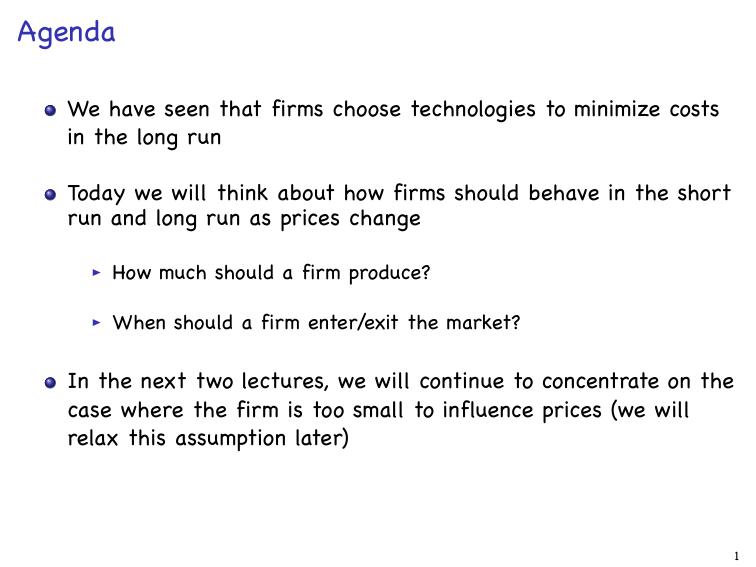 Agenda
We have seen that firms choose technologies to minimize costs
in the long run
Today we will think about how firms should behave in the short
run and long run as prices change
How much should a firm produce?
When should a firm enter/exit the market?
In the next two lectures, we will continue to concentrate on the
case where the firm is too small to influence prices (we will
relax this assumption later)
1